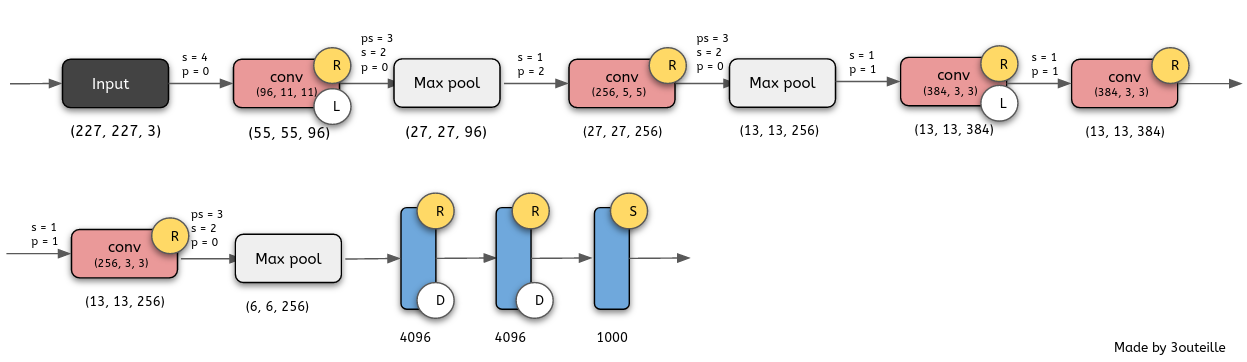 Input
(227, 227, 3)
s = 4
p = 0
conv
(96, 11, 11)
R
L
(55, 55, 96)
ps = 3
s = 2
p = 0
Max pool
(27, 27, 96)
s = 1
p = 2
conv
(256, 5, 5)
R
(27, 27, 256)
ps = 3
s = 2
p = 0
Max pool
(13, 13, 256)
s = 1
p = 1
conv
(384, 3, 3)
R
L
(13, 13, 384)
s = 1
p = 1
conv
(384, 3, 3)
R
(13, 13, 384)
s = 1
p = 1
conv
(256, 3, 3)
R
(13, 13, 256)
ps = 3
s = 2
p = 0
Max pool
(6, 6, 256)
R
D
4096
R
D
4096
S
1000
Made by 3outeille